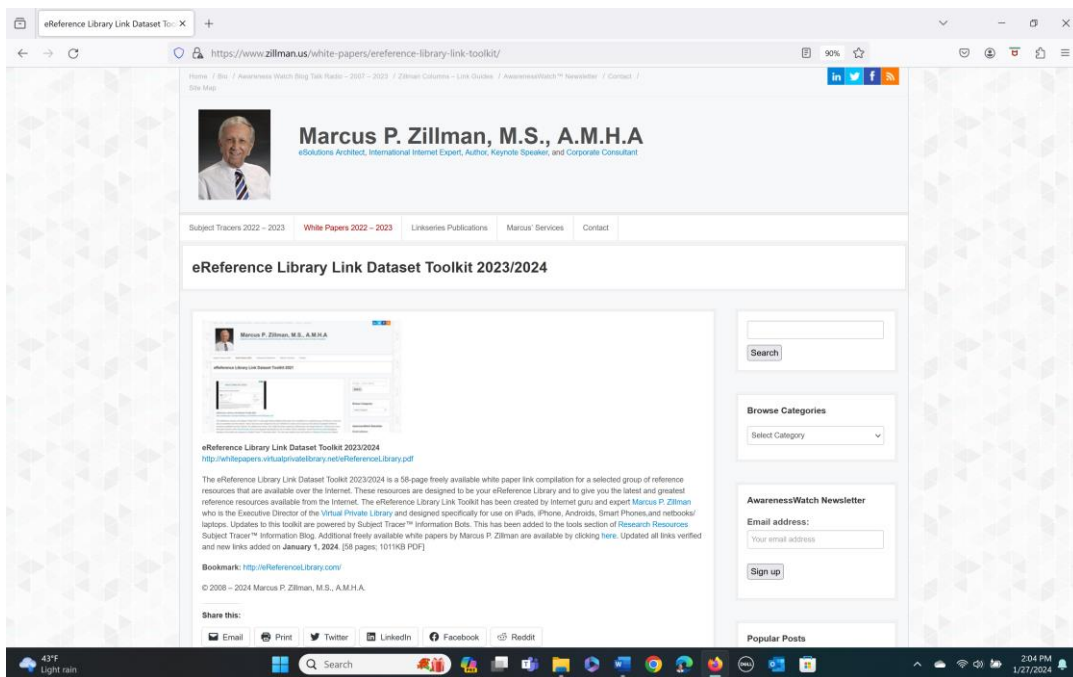 eReference Library Link Dataset Too
https://www.zillman.us/white-papers/ereference-library-link-toolkit/
90%
Home / Bio / Awareness Watch Blog Talk Radio – 2007 – 2023 / Zillman Columns – Link Guides / AwarenessWatch™ Newsletter / Contact /
Site Map
Marcus P. Zillman, M.S., A.M.H.A
eSolutions Architect, International Internet Expert, Author, Keynote Speaker, and Corporate Consultant
Subject Tracers 2022 – 2023
White Papers 2022 – 2023
Linkseries Publications
Marcus' Services
Contact
eReference Library Link Dataset Toolkit 2023/2024
Marcus P. Zillman, M.S., A.M.H.A
eReference Library Link Dataset Toolkit 2021
eReference Library Link Dataset Toolkit 2023/2024
http://whitepapers.virtualprivatelibrary.net/eReferenceLibrary.pdf
The eReference Library Link Dataset Toolkit 2023/2024 is a 58-page freely available white paper link compilation for a selected group of reference
resources that are available over the Internet. These resources are designed to be your eReference Library and to give you the latest and greatest
reference resources available from the Internet. The eReference Library Link Toolkit has been created by Internet guru and expert Marcus P. Zillman
who is the Executive Director of the Virtual Private Library and designed specifically for use on iPads, iPhone, Androids, Smart Phones,and netbooks/
laptops. Updates to this toolkit are powered by Subject Tracer™ Information Bots. This has been added to the tools section of Research Resources
Subject Tracer™ Information Blog. Additional freely available white papers by Marcus P. Zillman are available by clicking here. Updated all links verified
and new links added on January 1, 2024. [58 pages; 1011KB PDF]
Bookmark: http://eReferenceLibrary.com/
© 2008 – 2024 Marcus P. Zillman, M.S., A.M.H.A.
Share this:
Email
Print
Twitter
LinkedIn
Facebook
Reddit
Search
Browse Categories
Select Category
AwarenessWatch Newsletter
Email address:
Your email address
Sign up
Popular Posts
43°F
Light rain
Search
2:04 PM
1/27/2024